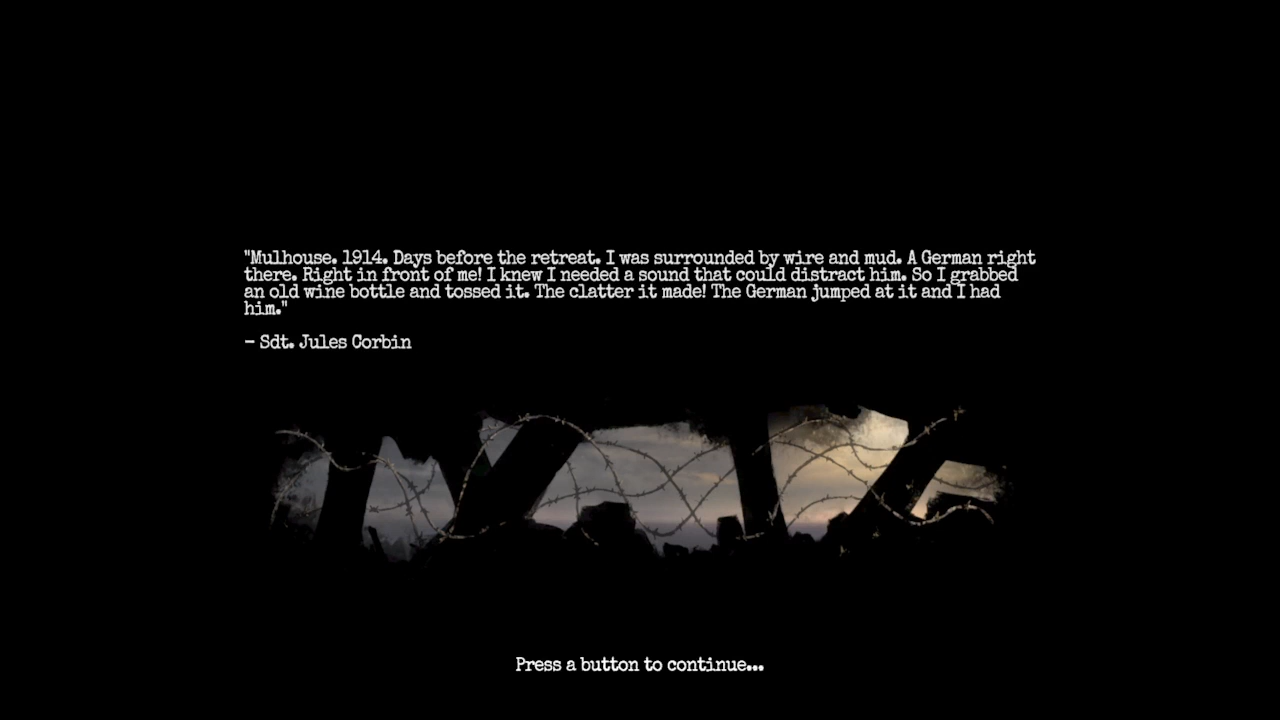 "Mulhouse. 1914. Days before the retreat. I was surrounded by wire and mud. A German right
there. Right in front of me! I knew I needed a sound that could distract him. So I grabbed
an old wine bottle and tossed it. The clatter it made! The German jumped at it and I had
him."
- Sdt. Jules Corbin
Press a button to continue...